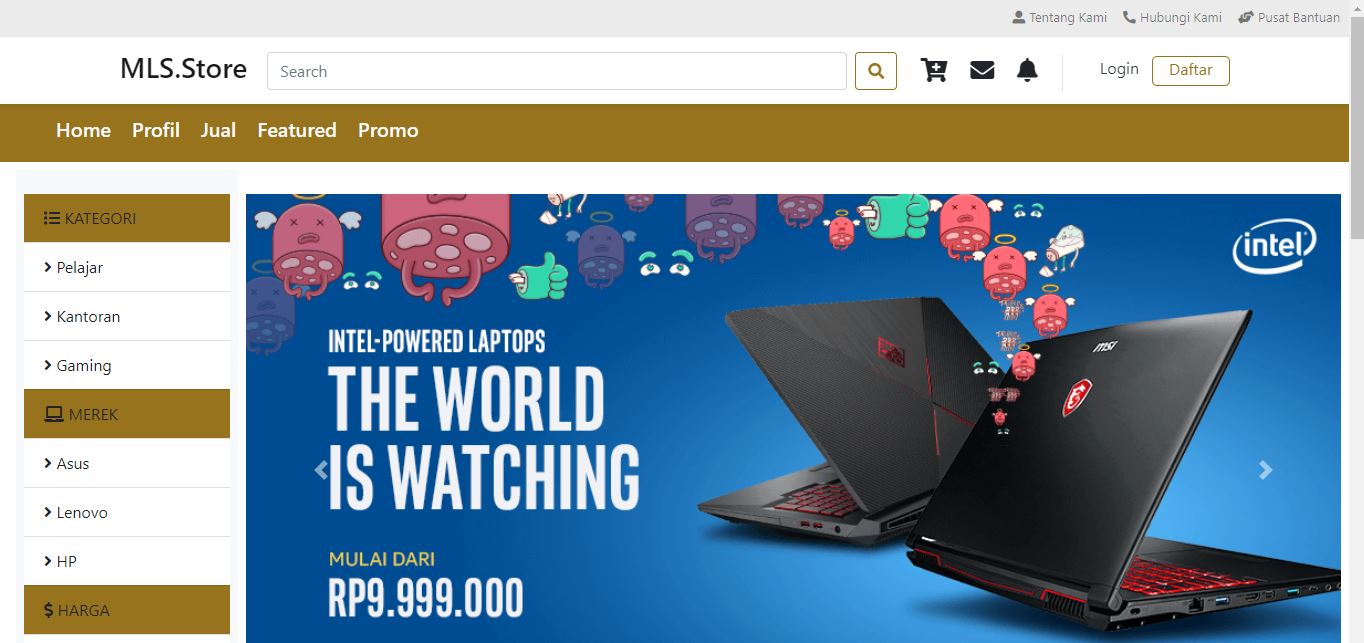 Tentang Kami Hubungi Kami Pusat Bantuan
MLS.Store Search Login Daftar
Home Profil Jual Featured Promo
KATEGORI
Pelajar
Kantoran
Gaming
MEREK
Asus
Lenovo
HP
HARGA
intel
INTEL-POWERED LAPTOPS
THE WORLD
IS WATCHING
MULAI DARI
RP9.999.000
msi